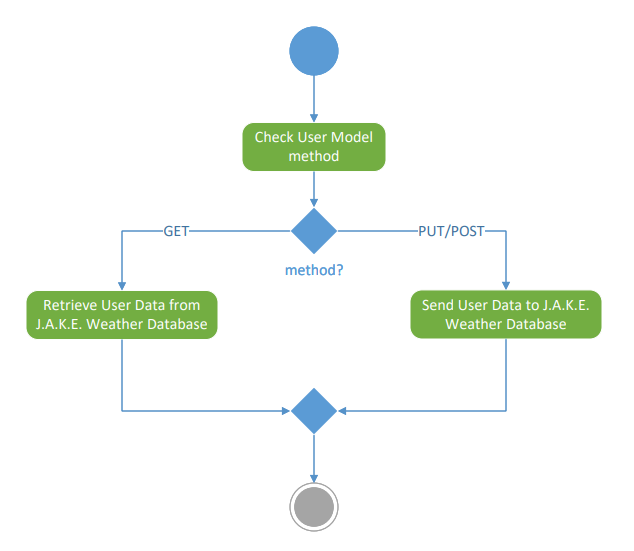 Check User Model
method
GET
PUT/POST
method?
Retrieve User Data from
J.A.K.E. Weather Database
Send User Data to J.A.K.E.
Weather Database